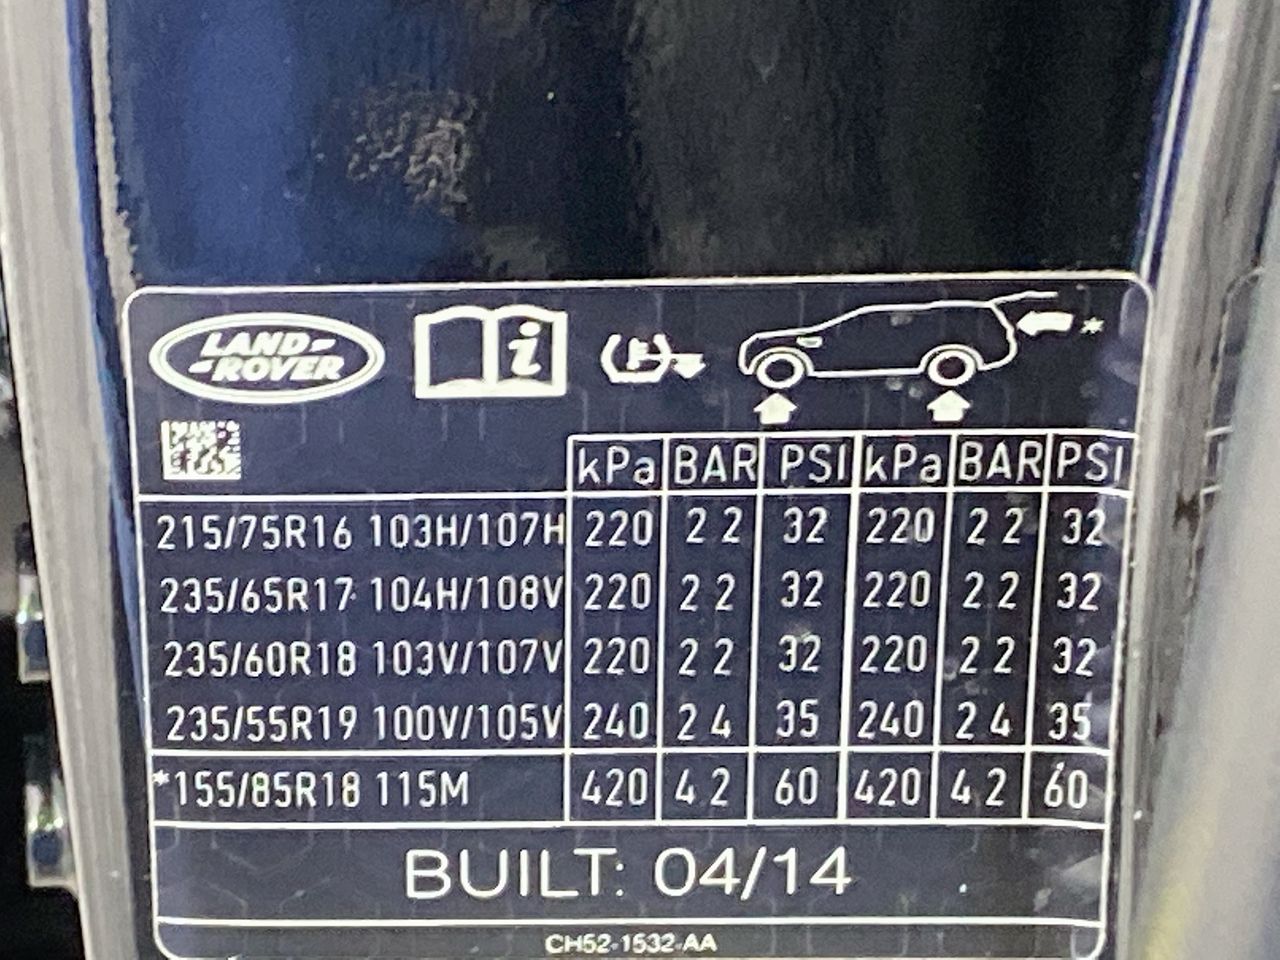 LAND-
-ROVER
i
*
kPa BAR PSI kPa BAR PSI
215/75R16 103H/107H 220 2 2 32 220 2 2 32
235/65R17 104H/108V 220 2 2 32 220 2 2 32
235/60R18 103V/107V 220 2 2 32 220 2 2 32
235/55R19 100V/105V 240 2 4 35 240 2 4 35
*155/85R18 115M 420 4 2 60 420 4 2 60
BUILT: 04/14
CH52-1532-AA